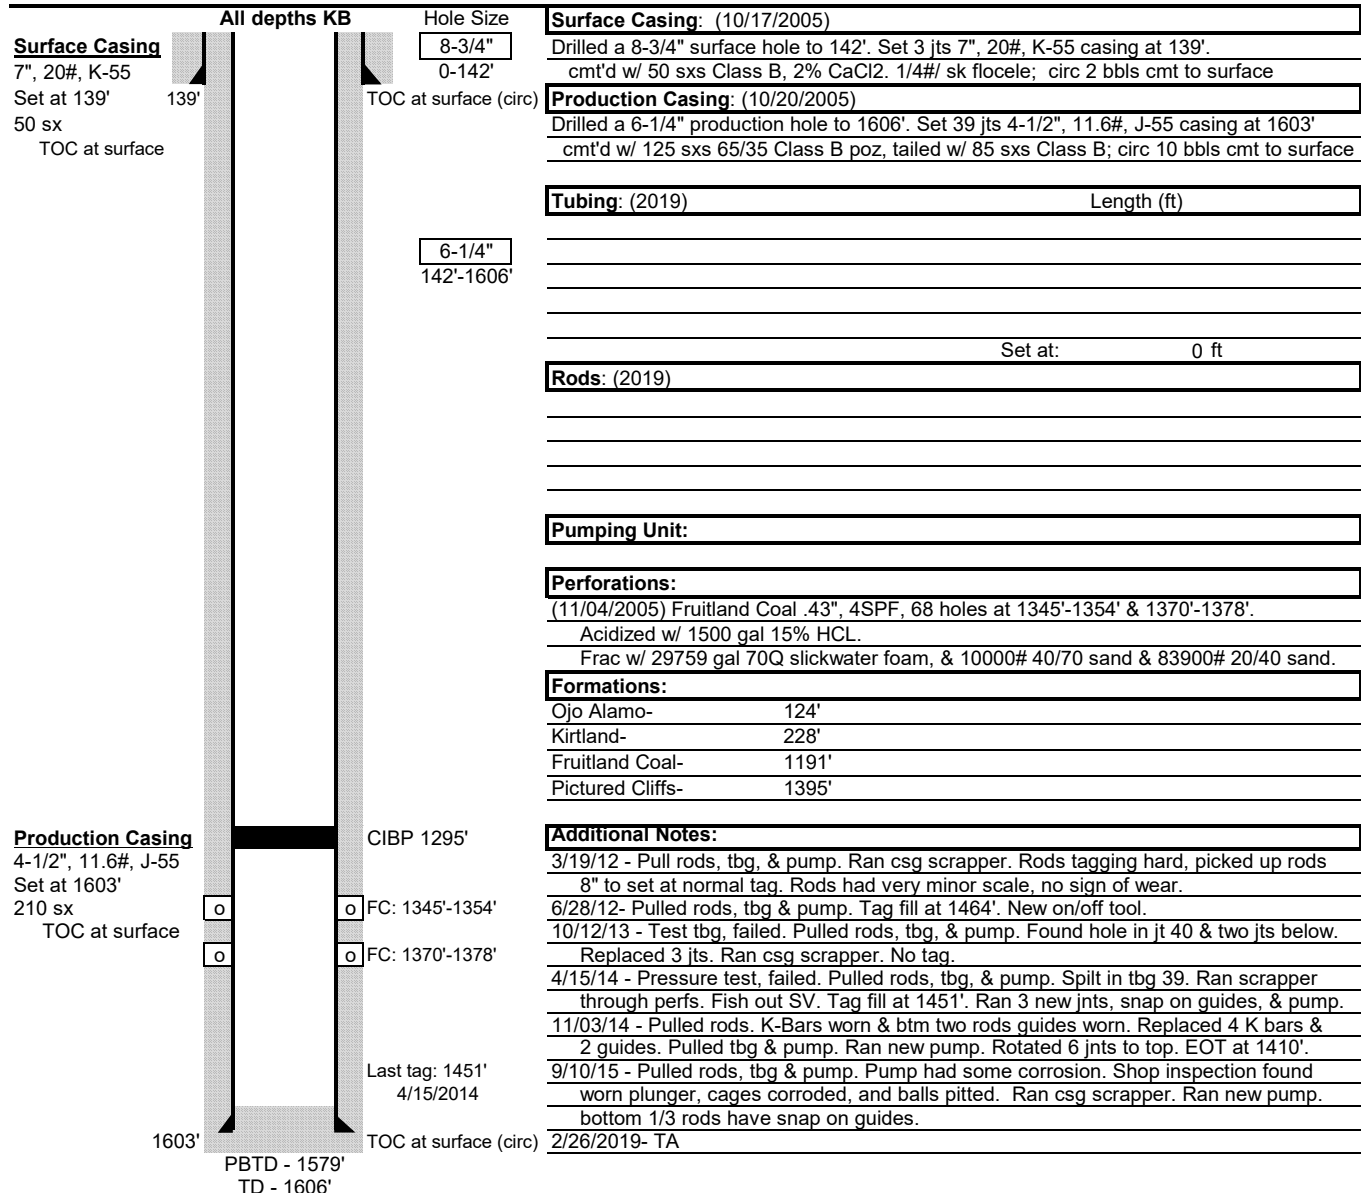 All depths KB
Hole Size
Surface Casing
7", 20#, K-55
Set at 139'
139'
50 sx
TOC at surface
8-3/4"
0-142'
TOC at surface (circ)
Surface Casing: (10/17/2005)
Drilled a 8-3/4" surface hole to 142'. Set 3 jts 7", 20#, K-55 casing at 139'.
cmt'd w/ 50 sxs Class B, 2% CaCl2. 1/4#/ sk flocele; circ 2 bbls cmt to surface
Production Casing: (10/20/2005)
Drilled a 6-1/4" production hole to 1606'. Set 39 jts 4-1/2", 11.6#, J-55 casing at 1603'
cmt'd w/ 125 sxs 65/35 Class B poz, tailed w/ 85 sxs Class B; circ 10 bbls cmt to surface
Tubing: (2019) Length (ft)
6-1/4"
142'-1606'
Set at: 0 ft
Rods: (2019)
Pumping Unit:
Perforations:
(11/04/2005) Fruitland Coal .43", 4SPF, 68 holes at 1345'-1354' & 1370'-1378'.
Acidized w/ 1500 gal 15% HCL.
Frac w/ 29759 gal 70Q slickwater foam, & 10000# 40/70 sand & 83900# 20/40 sand.
Formations:
Ojo Alamo- 124'
Kirtland- 228'
Fruitland Coal- 1191'
Pictured Cliffs- 1395'
Production Casing
4-1/2", 11.6#, J-55
Set at 1603'
210 sx
TOC at surface
CIBP 1295'
o o FC: 1345'-1354'
o o FC: 1370'-1378'
Last tag: 1451'
4/15/2014
1603'
TOC at surface (circ)
PBTD - 1579'
TD - 1606'
Additional Notes:
3/19/12 - Pull rods, tbg, & pump. Ran csg scrapper. Rods tagging hard, picked up rods
8" to set at normal tag. Rods had very minor scale, no sign of wear.
6/28/12- Pulled rods, tbg & pump. Tag fill at 1464'. New on/off tool.
10/12/13 - Test tbg, failed. Pulled rods, tbg, & pump. Found hole in jt 40 & two jts below.
Replaced 3 jts. Ran csg scrapper. No tag.
4/15/14 - Pressure test, failed. Pulled rods, tbg, & pump. Spilt in tbg 39. Ran scrapper
through perfs. Fish out SV. Tag fill at 1451'. Ran 3 new jnts, snap on guides, & pump.
11/03/14 - Pulled rods. K-Bars worn & btm two rods guides worn. Replaced 4 K bars &
2 guides. Pulled tbg & pump. Ran new pump. Rotated 6 jnts to top. EOT at 1410'.
9/10/15 - Pulled rods, tbg & pump. Pump had some corrosion. Shop inspection found
worn plunger, cages corroded, and balls pitted. Ran csg scrapper. Ran new pump.
bottom 1/3 rods have snap on guides.
2/26/2019- TA